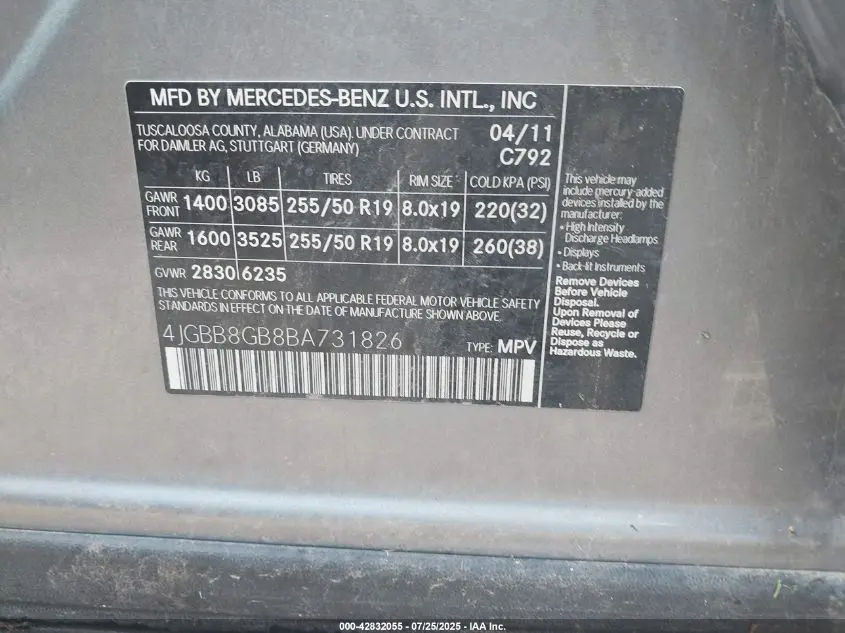 MFD BY MERCEDES-BENZ U.S. INTL., INC
TUSCALOOSA COUNTY, ALABAMA (USA). UNDER CONTRACT
FOR DAIMLER AG, STUTTGART (GERMANY)
04/11
C792
KG LB TIRES RIM SIZE COLD KPA (PSI)
GAWR FRONT 1400 3085 255/50 R19 8.0x19 220(32)
GAWR REAR 1600 3525 255/50 R19 8.0x19 260(38)
GVWR 2830 6235
THIS VEHICLE CONFORMS TO ALL APPLICABLE FEDERAL MOTOR VEHICLE SAFETY
STANDARDS IN EFFECT ON THE DATE OF MANUFACTURE SHOWN ABOVE.
4JGBB8GB8BA731826
TYPE: MPV
This vehicle may
include mercury-added
devices installed by the
manufacturer:
• High Intensity
Discharge Headlamps
• Displays
• Back-lit Instruments
Remove Devices
Before Vehicle
Disposal.
Upon Removal of
Devices Please
Reuse, Recycle or
Dispose as
Hazardous Waste.
000-42832055 - 07/25/2025 - IAA Inc.